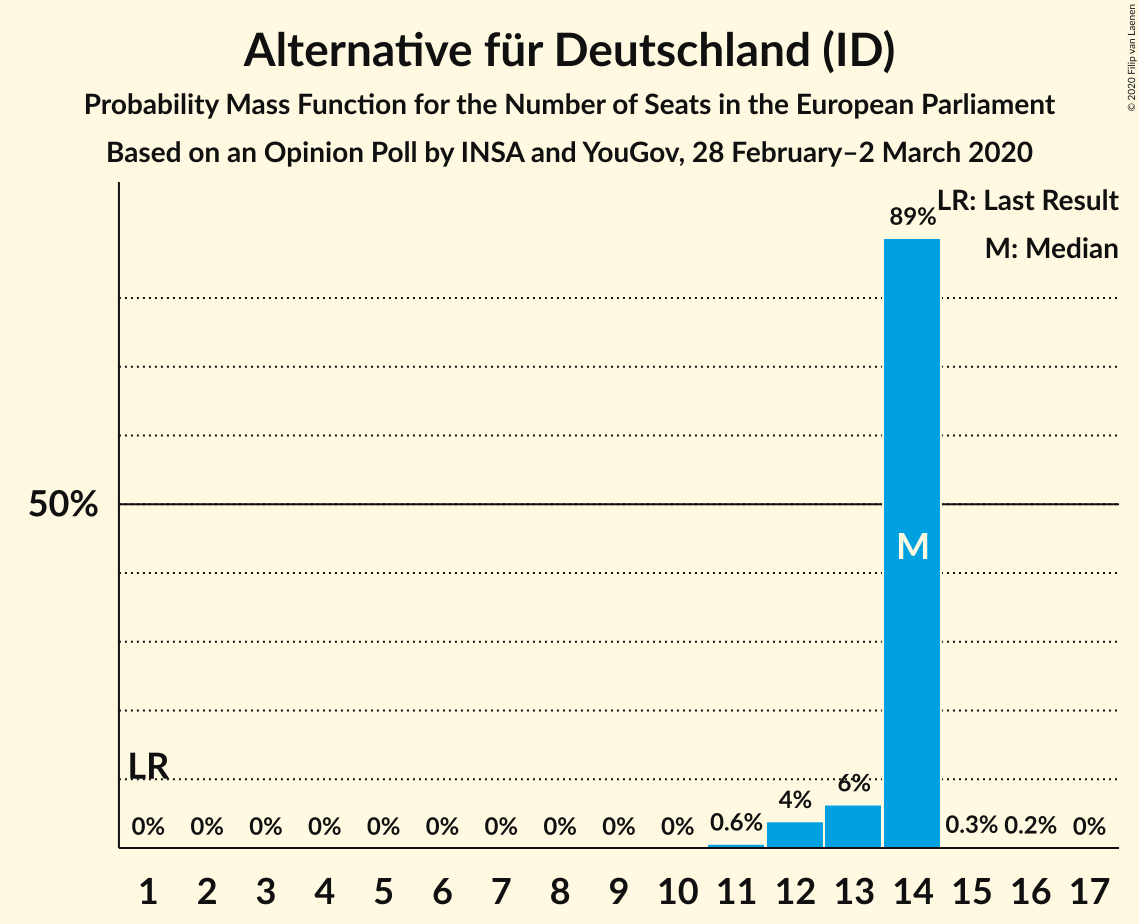 Alternative für Deutschland (ID)
Probability Mass Function for the Number of Seats in the European Parliament
Based on an Opinion Poll by INSA and YouGov, 28 February–2 March 2020
© 2020 Filip van Laenen
LR: Last Result
M: Median
89%
50%
M
LR
0% 0% 0% 0% 0% 0% 0% 0% 0% 0% 0.6% 4% 6% 0.3% 0.2% 0%
1 2 3 4 5 6 7 8 9 10 11 12 13 14 15 16 17